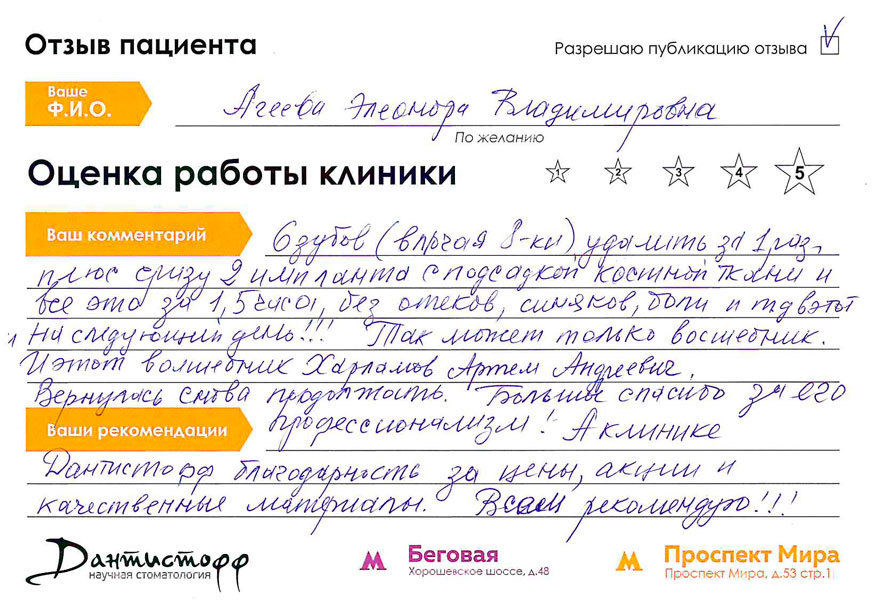 Отзыв пациента
Разрешаю публикацию отзыва
Ваше
Ф.И.О.
Агеева Элеонора Владимировна
По желанию
Оценка работы клиники
1 2 3 4 5
Ваш комментарий
6 зубов (включая 8-ки) удалить за 1 раз,
плюс сразу 2 импланта с подсадкой костной ткани и
все это за 1,5 часа, без отеков, синяков, боли и т д в этот
и на следующий день!!! Так может только восшебник.
И этот волшебник Харламов Артем Андреевич.
Вернулась снова продолжать. Большое спасибо за его
Ваши рекомендации
профессионализм! А клинике
Дантистофф благодарность за цены, акции и
качественные материалы. Всем рекомендую!!!
Дантистофф
научная стоматология
М Беговая
Хорошевское шоссе, д.48
М Проспект Мира
Проспект Мира, д.53 стр.1